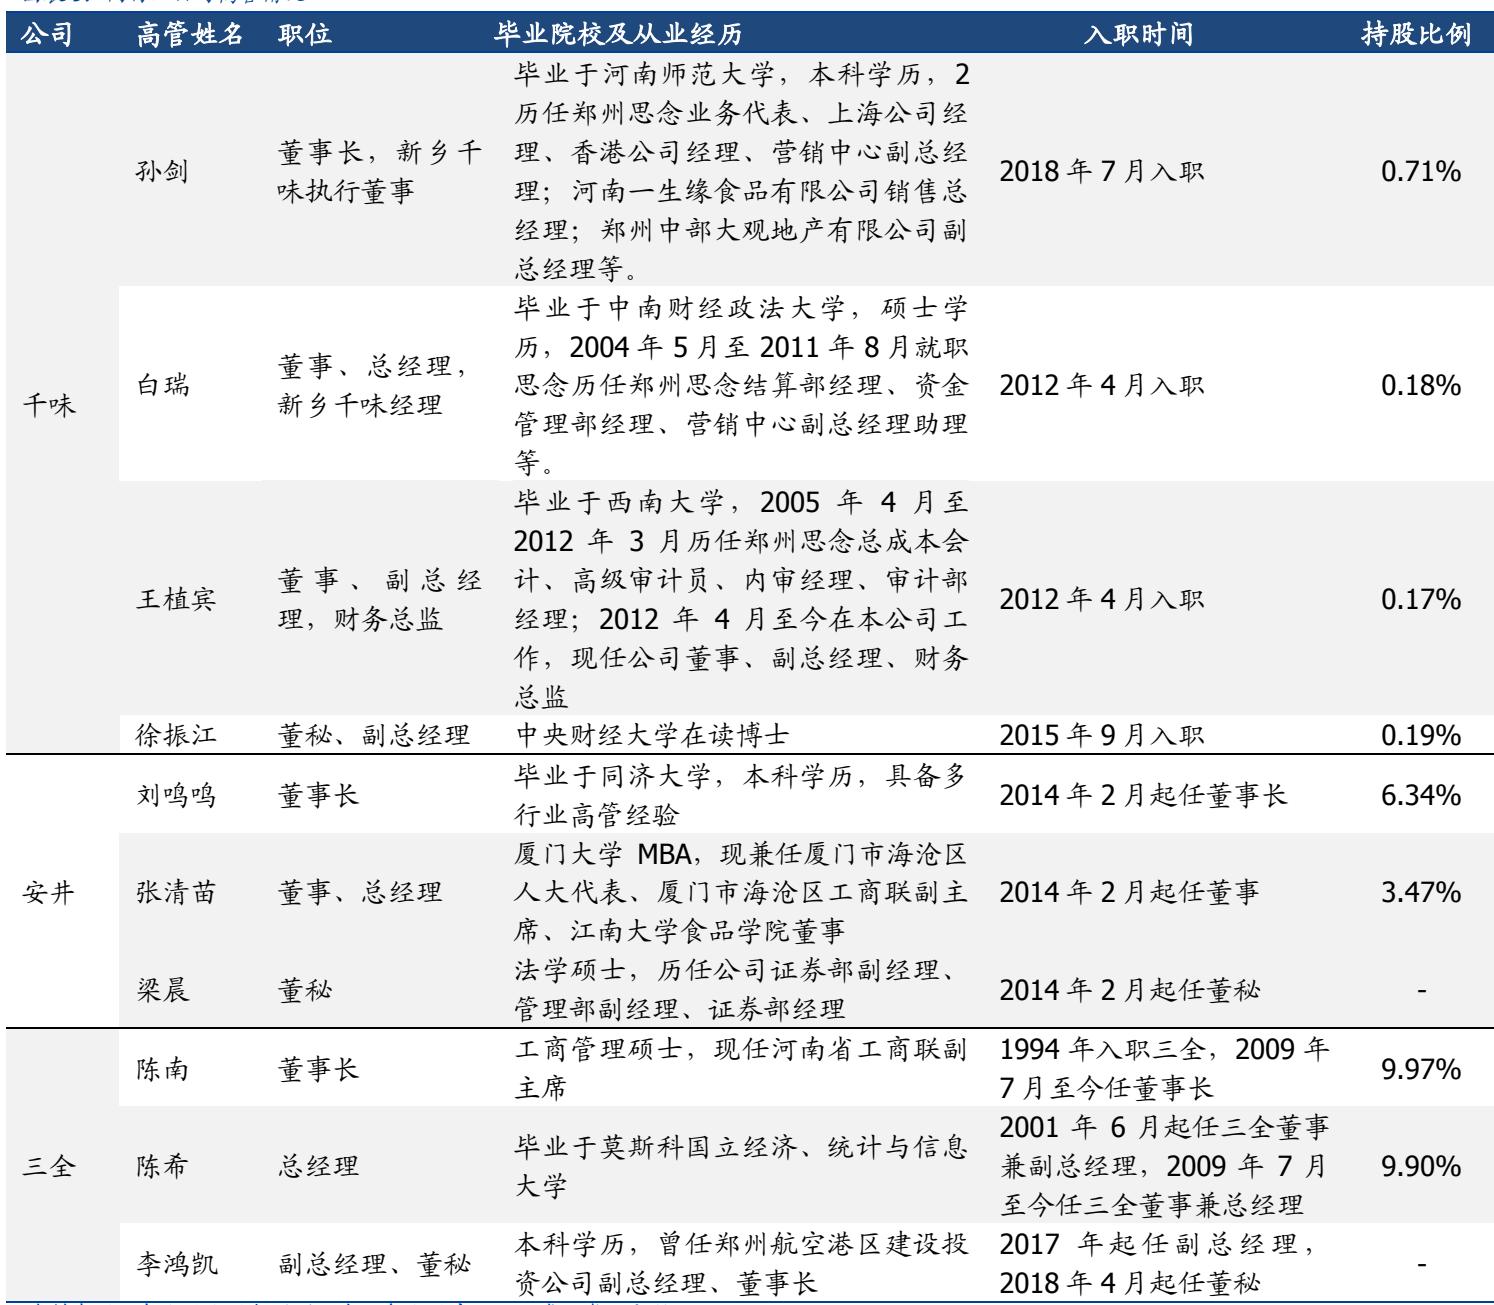 公司 高管姓名 职位 毕业院校及从业经历 入职时间 持股比例
千味
孙剑
董事长，新乡千
味执行董事
毕业于河南师范大学，本科学历，2
历任郑州思念业务代表、上海公司经
理、香港公司经理、营销中心副总经
理；河南一生缘食品有限公司销售总
经理；郑州中部大观地产有限公司副
总经理等。
2018 年 7 月入职
0.71%
白瑞
董事、总经理，
新乡千味经理
毕业于中南财经政法大学，硕士学
历，2004 年 5 月至 2011 年 8 月就职
思念历任郑州思念结算部经理、资金
管理部经理、营销中心副总经理助理
等。
2012 年 4 月入职
0.18%
王植宾
董事、副总经
理，财务总监
毕业于西南大学，2005 年 4 月至
2012 年 3 月历任郑州思念总成本会
计、高级审计员、内审经理、审计部
经理；2012 年 4 月至今在本公司工
作，现任公司董事、副总经理、财务
总监
2012 年 4 月入职
0.17%
徐振江
董秘、副总经理
中央财经大学在读博士
2015 年 9 月入职
0.19%
安井
刘鸣鸣
董事长
毕业于同济大学，本科学历，具备多
行业高管经验
2014 年 2 月起任董事长
6.34%
张清苗
董事、总经理
厦门大学 MBA，现兼任厦门市海沧区
人大代表、厦门市海沧区工商联副主
席、江南大学食品学院董事
2014 年 2 月起任董事
3.47%
梁晨
董秘
法学硕士，历任公司证券部副经理、
管理部副经理、证券部经理
2014 年 2 月起任董秘
-
三全
陈南
董事长
工商管理硕士，现任河南省工商联副
主席
1994 年入职三全，2009 年
7 月至今任董事长
9.97%
陈希
总经理
毕业于莫斯科国立经济、统计与信息
大学
2001 年 6 月起任三全董事
兼副总经理，2009 年 7 月
至今任三全董事兼总经理
9.90%
李鸿凯
副总经理、董秘
本科学历，曾任郑州航空港区建设投
资公司副总经理、董事长
2017 年起任副总经理，
2018 年 4 月起任董秘
-